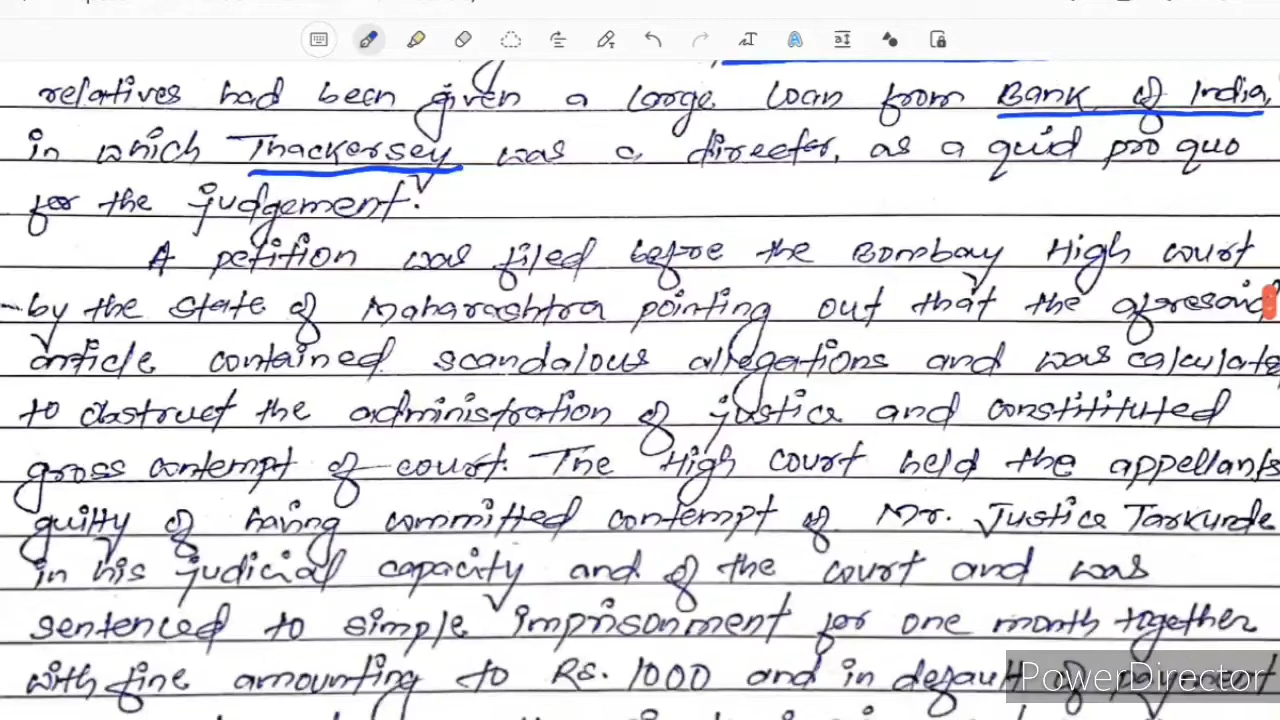 relatives had been given a large loan from Bank of India,
in which Thackersey was a director, as a quid pro quo
for the judgement.
A petition was filed before the Bombay High court
by the state of Maharashtra pointing out that the aforesaid
article contained scandalous allegations and was calculate
to obstruct the administration of justice and constitituted
gross contempt of court. The High court held the appellants
guilty of having committed contempt of Mr. Justice Tarkunde
in his judicial capacity and of the court and was
sentenced to simple imprisonment for one month together
with fine amounting to Rs. 1000 and in default of payment
PowerDirector